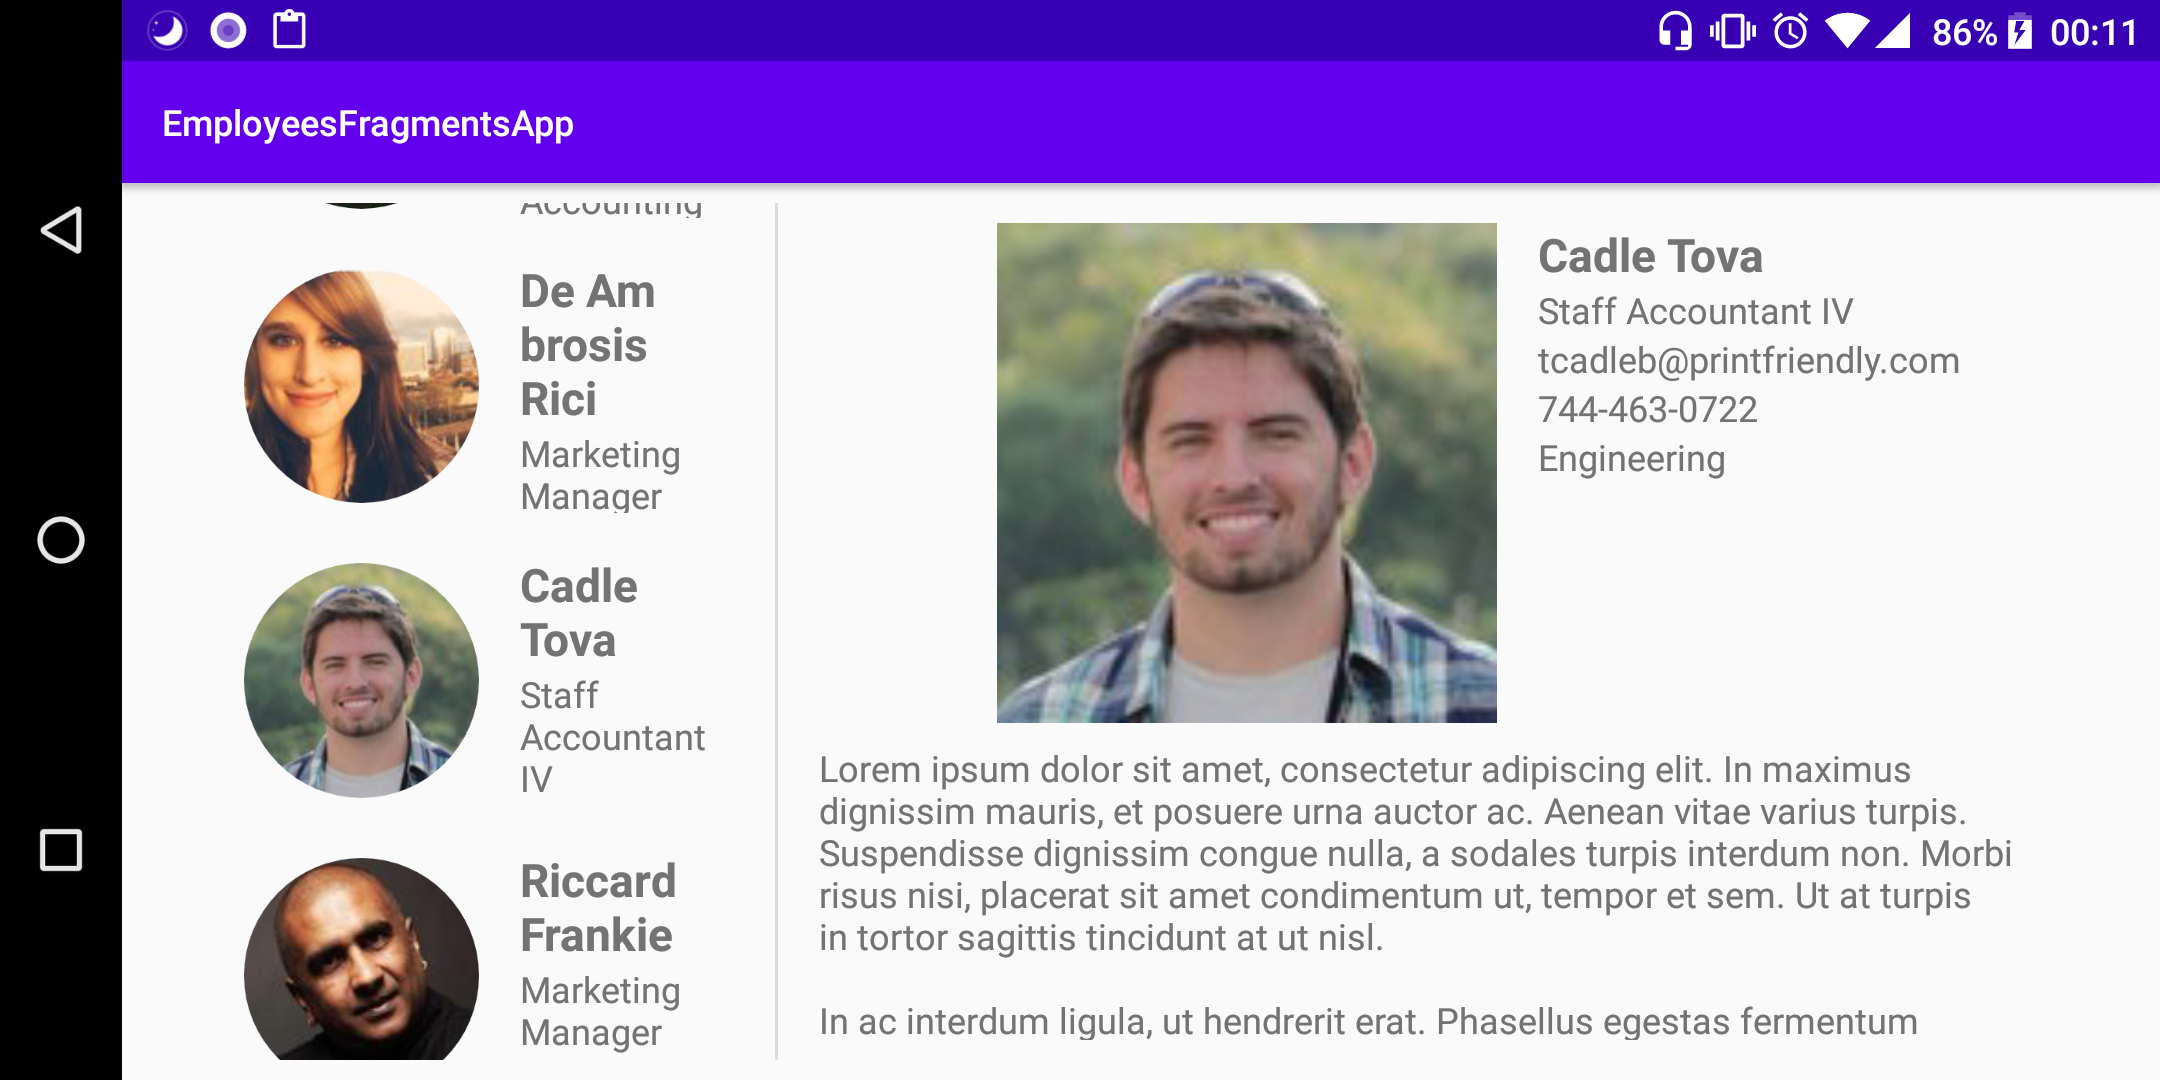 86% 00:11
EmployeesFragmentsApp
Accounting
De Am
brosis
Rici
Marketing
Manager
Cadle
Tova
Staff
Accountant
IV
Riccard
Frankie
Marketing
Manager
Cadle Tova
Staff Accountant IV
tcadleb@printfriendly.com
744-463-0722
Engineering
Lorem ipsum dolor sit amet, consectetur adipiscing elit. In maximus
dignissim mauris, et posuere urna auctor ac. Aenean vitae varius turpis.
Suspendisse dignissim congue nulla, a sodales turpis interdum non. Morbi
risus nisi, placerat sit amet condimentum ut, tempor et sem. Ut at turpis
in tortor sagittis tincidunt at ut nisl.
In ac interdum ligula, ut hendrerit erat. Phasellus egestas fermentum